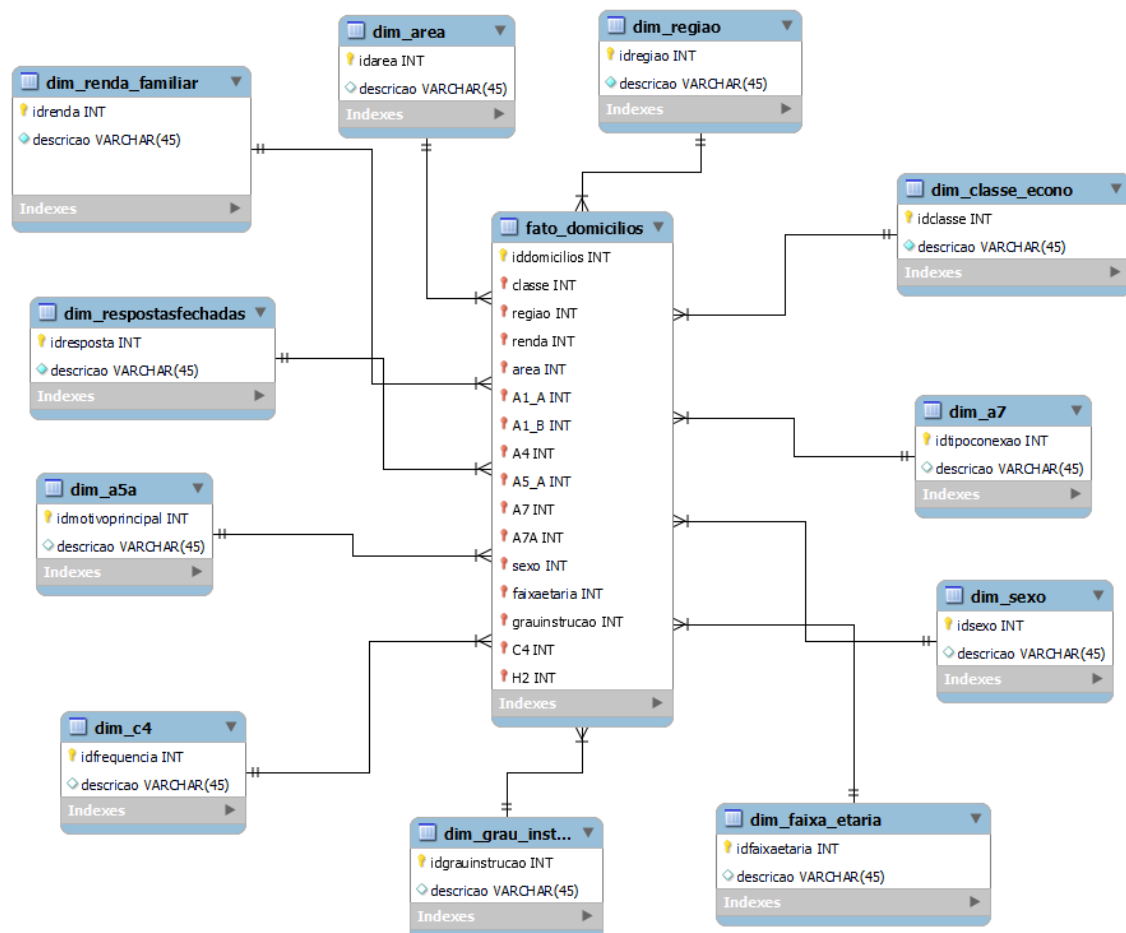 dim_area
idarea INT
descricao VARCHAR(45)
Indexes
dim_regiao
idregiao INT
descricao VARCHAR(45)
Indexes
dim_renda_familiar
idrenda INT
descricao VARCHAR(45)
Indexes
dim_classe_econo
idclasse INT
descricao VARCHAR(45)
Indexes
fato_domicilios
iddomicilios INT
classe INT
regiao INT
renda INT
area INT
A1_A INT
A1_B INT
A4 INT
A5_A INT
A7 INT
A7A INT
sexo INT
faixaetaria INT
grauinstrucao INT
C4 INT
H2 INT
Indexes
dim_respostasfechadas
idresposta INT
descricao VARCHAR(45)
Indexes
dim_a7
idtipoconexao INT
descricao VARCHAR(45)
Indexes
dim_a5a
idmotivoprincipal INT
descricao VARCHAR(45)
Indexes
dim_sexo
idsexo INT
descricao VARCHAR(45)
Indexes
dim_c4
idfrequencia INT
descricao VARCHAR(45)
Indexes
dim_grau_inst...
idgrauinstrucao INT
descricao VARCHAR(45)
Indexes
dim_faixa_etaria
idfaixaetaria INT
descricao VARCHAR(45)
Indexes